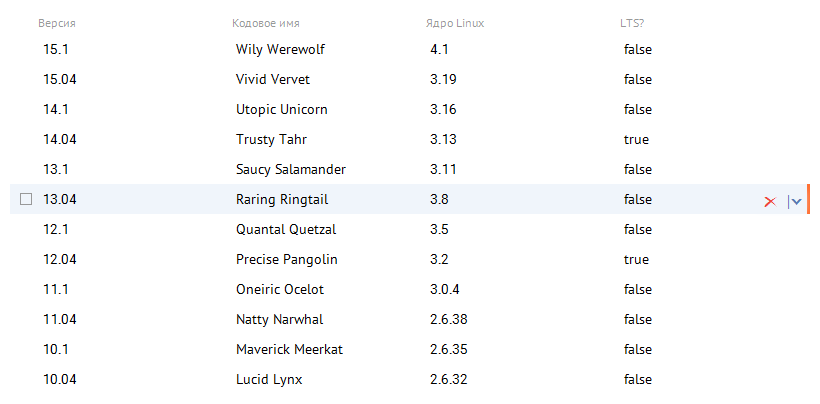 Версия Кодовое имя Ядро Linux LTS?
15.1 Wily Werewolf 4.1 false
15.04 Vivid Vervet 3.19 false
14.1 Utopic Unicorn 3.16 false
14.04 Trusty Tahr 3.13 true
13.1 Saucy Salamander 3.11 false
13.04 Raring Ringtail 3.8 false
12.1 Quantal Quetzal 3.5 false
12.04 Precise Pangolin 3.2 true
11.1 Oneiric Ocelot 3.0.4 false
11.04 Natty Narwhal 2.6.38 false
10.1 Maverick Meerkat 2.6.35 false
10.04 Lucid Lynx 2.6.32 false